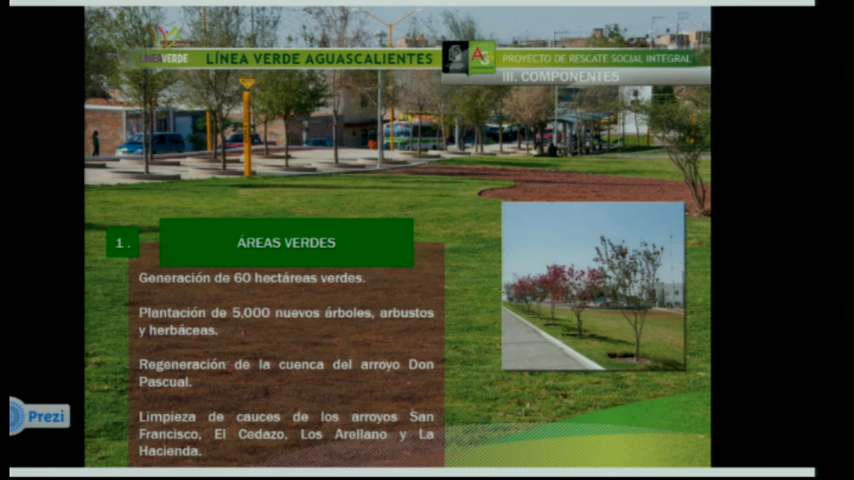 LINEAVERDE
LÍNEA VERDE AGUASCALIENTES
PROYECTO DE RESCATE SOCIAL INTEGRAL
III. COMPONENTES
1.
ÁREAS VERDES
Generación de 60 hectáreas verdes.
Plantación de 5,000 nuevos árboles, arbustos
y herbáceas.
Regeneración de la cuenca del arroyo Don
Pascual.
Limpieza de cauces de los arroyos San
Francisco, El Cedazo, Los Arellano y La
Hacienda.
Prezi